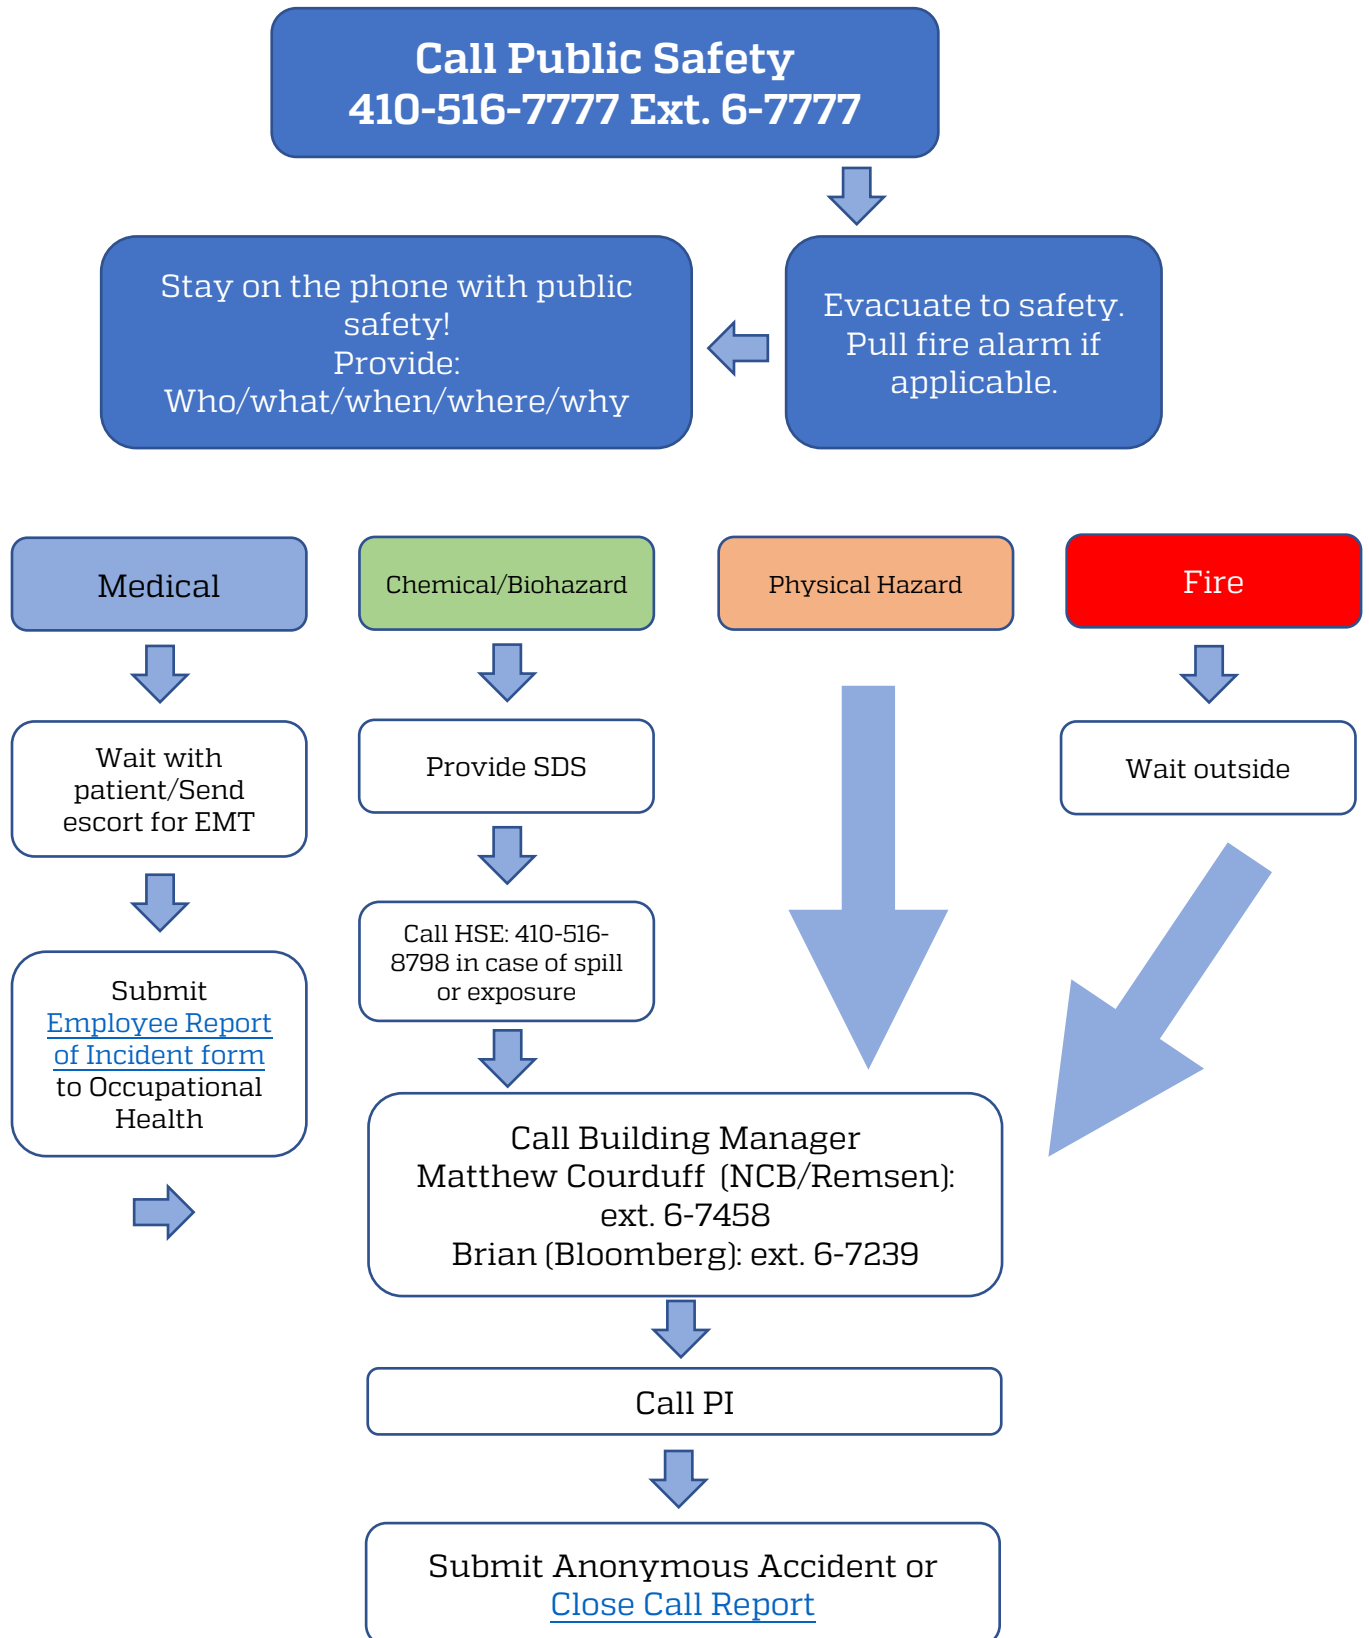 Call Public Safety
410-516-7777 Ext. 6-7777
Evacuate to safety.
Pull fire alarm if
applicable.
Stay on the phone with public
safety!
Provide:
Who/what/when/where/why
Medical
Wait with
patient/Send
escort for EMT
Submit
Employee Report
of Incident form
to Occupational
Health
Chemical/Biohazard
Provide SDS
Call HSE: 410-516-
8798 in case of spill
or exposure
Physical Hazard
Fire
Wait outside
Call Building Manager
Matthew Courduff  (NCB/Remsen):
ext. 6-7458
Brian (Bloomberg): ext. 6-7239
Call PI
Submit Anonymous Accident or
Close Call Report